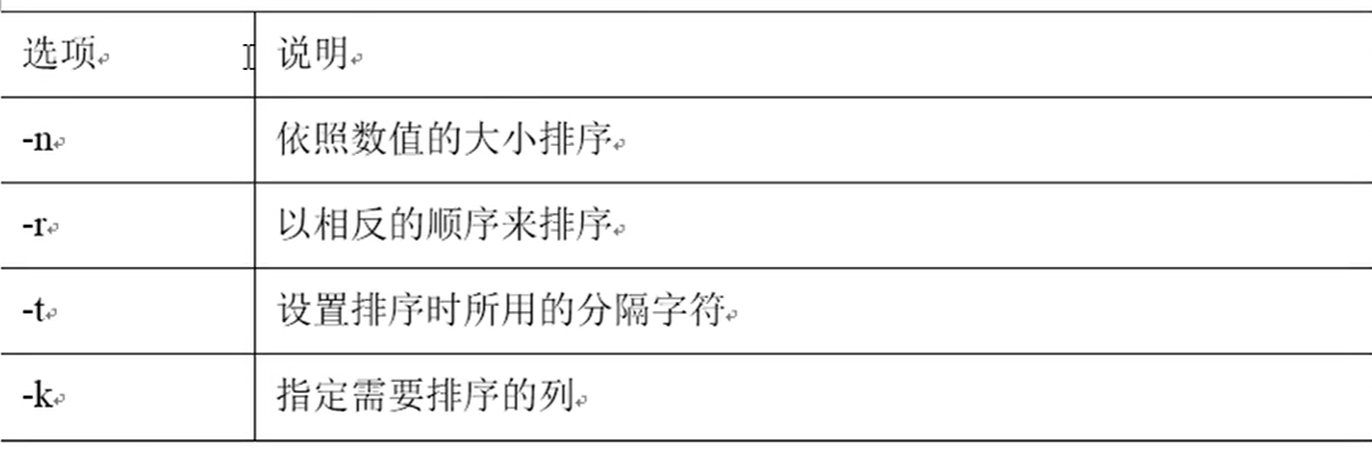 选项 说明
-n 依照数值的大小排序
-r 以相反的顺序来排序
-t 设置排序时所用的分隔字符
-k 指定需要排序的列